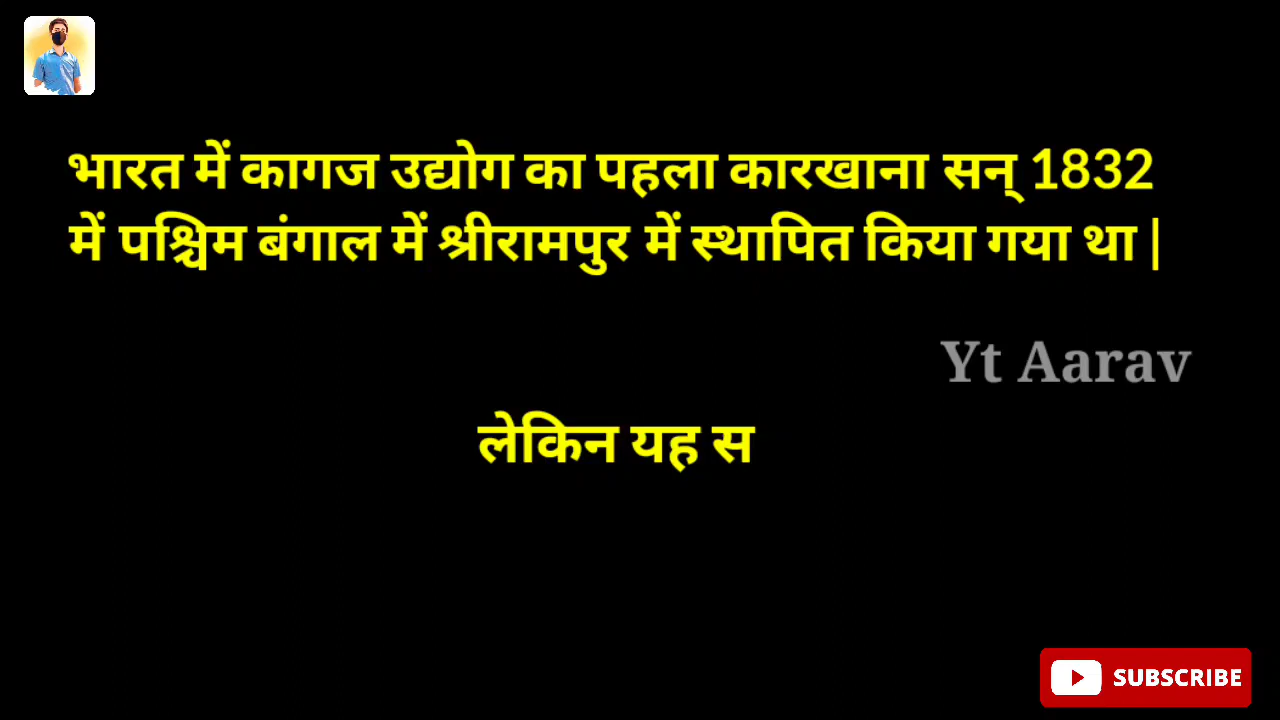 भारत में कागज उद्योग का पहला कारखाना सन् 1832
में पश्चिम बंगाल में श्रीरामपुर में स्थापित किया गया था |
Yt Aarav
लेकिन यह स
SUBSCRIBE